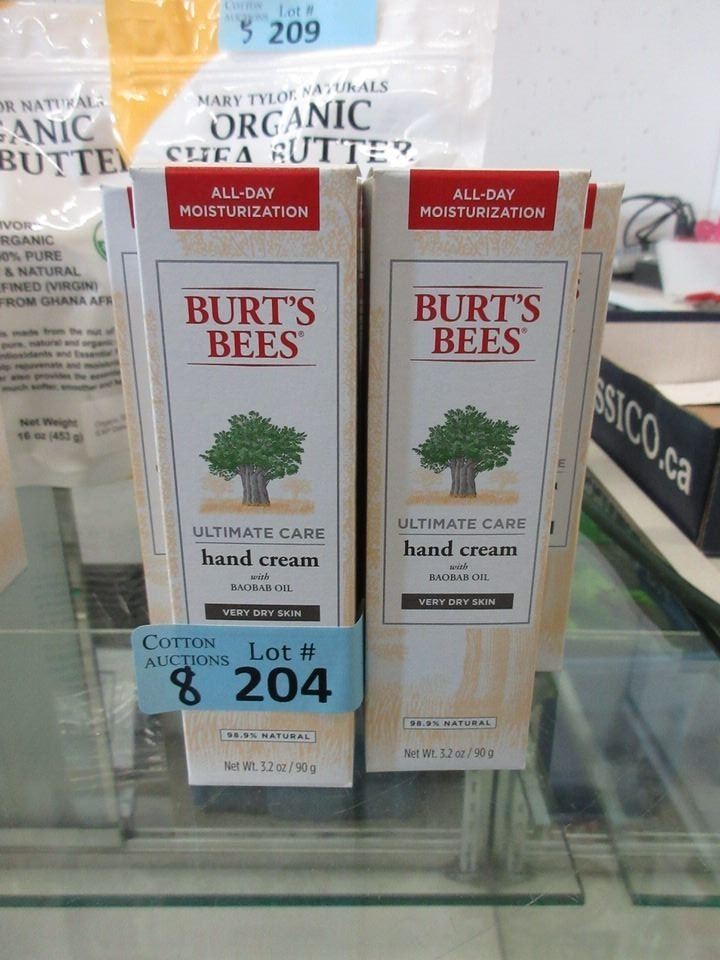 COTTON Lot #
AUCTIONS
5 209
OR NATURALS
GANIC
BUTTER
IVORY
ORGANIC
100% PURE
& NATURAL
FINED (VIRGIN)
FROM GHANA AFR
Net Weight
16 oz (453 g)
MARY TYLOR NATURALS
ORGANIC
SHEA BUTTER
ALL-DAY
MOISTURIZATION
BURT'S
BEES®
ULTIMATE CARE
hand cream
with
BAOBAB OIL
VERY DRY SKIN
COTTON Lot #
AUCTIONS
8 204
98.9% NATURAL
Net Wt. 3.2 oz / 90 g
ALL-DAY
MOISTURIZATION
BURT'S
BEES®
ULTIMATE CARE
hand cream
with
BAOBAB OIL
VERY DRY SKIN
98.9% NATURAL
Net Wt. 3.2 oz / 90 g
SSICO.ca